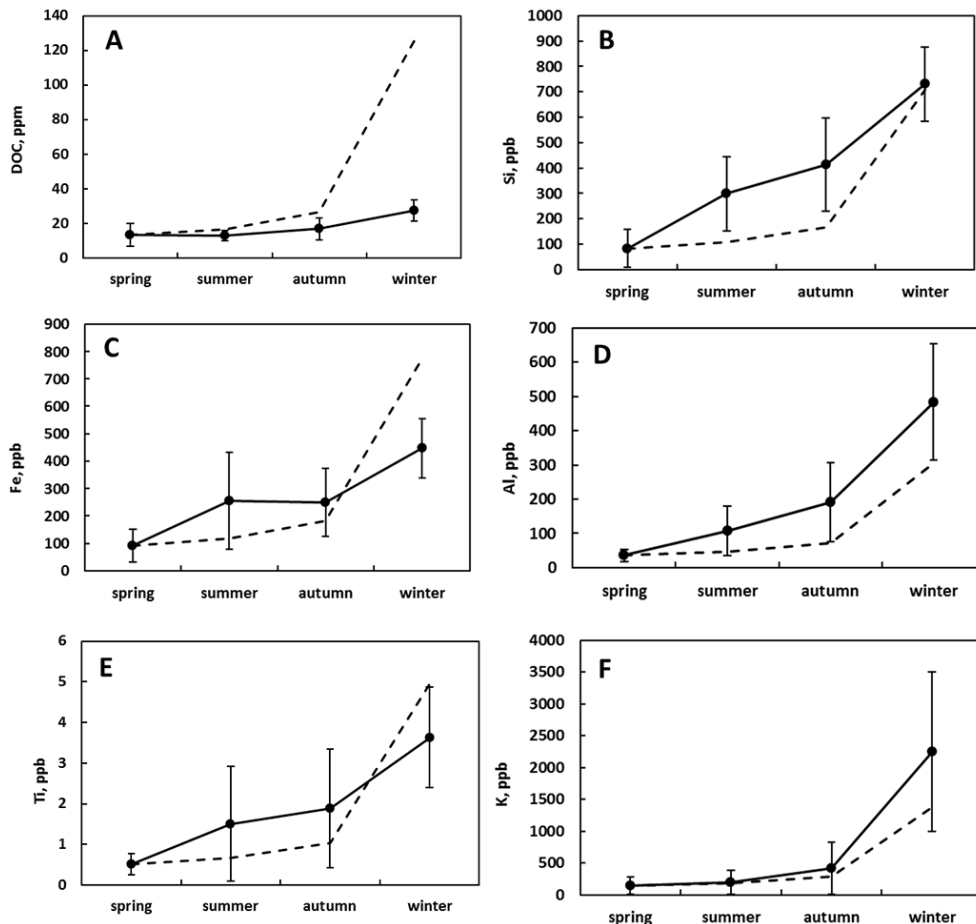 A
DOC, ppm
140
120
100
80
60
40
20
0
spring summer autumn winter
B
Si, ppb
1000
900
800
700
600
500
400
300
200
100
0
spring summer autumn winter
C
Fe, ppb
900
800
700
600
500
400
300
200
100
0
spring summer autumn winter
D
Al, ppb
700
600
500
400
300
200
100
0
spring summer autumn winter
E
Ti, ppb
6
5
4
3
2
1
0
spring summer autumn winter
F
K, ppb
4000
3500
3000
2500
2000
1500
1000
500
0
spring summer autumn winter